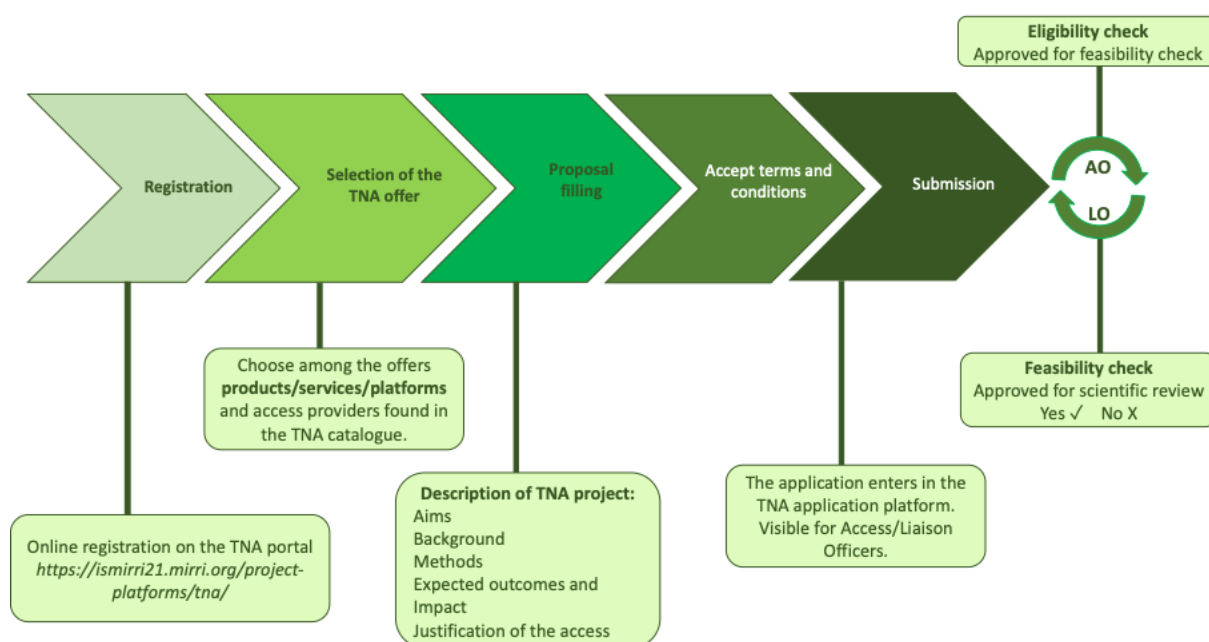 Eligibility check
Approved for feasibility check
Registration
Selection of the
TNA offer
Proposal
filling
Accept terms and
conditions
Submission
AO
LO
Choose among the offers
products/services/platforms
and access providers found in
the TNA catalogue.
Feasibility check
Approved for scientific review
Yes ✓ No X
Online registration on the TNA portal
https://ismirri21.mirri.org/project-
platforms/tna/
Description of TNA project:
Aims
Background
Methods
Expected outcomes and
Impact
Justification of the access
The application enters in the
TNA application platform.
Visible for Access/Liaison
Officers.